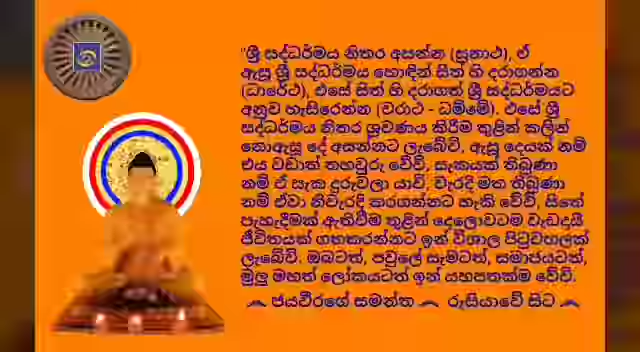 "ශ්‍රී සද්ධර්මය නිතර අසන්න (සුනාථ), ඒ
ඇසූ ශ්‍රී සද්ධර්මය හොඳින් සිත් හි දරාගන්න
(ධාරේථ), එසේ සිත් හි දරාගත් ශ්‍රී සද්ධර්මයට
අනුව හැසිරෙන්න (චරාථ - ධම්මේ). එසේ ශ්‍රී
සද්ධර්මය නිතර ශ්‍රවණය කිරීම තුළින් කලින්
නොඇසූ දේ අසන්නට ලැබේවි, ඇසූ දෙයක් නම්
එය වඩාත් තහවුරු වේවි, සැකයක් තිබුණා
නම් ඒ සැක දුරුවලා යාවි, වැරදි මත තිබුණා
නම් ඒවා නිවැරදි කරගන්නට හැකි වේවි, සිතේ
පැහැදීමක් ඇතිවීම තුළින් දෙලොවටම වැඩදායී
ජීවිතයක් ගතකරන්නට ඉන් විශාල පිටුවහලක්
ලැබේවි. ඔබටත්, පවුලේ සැමටත්, සමාජයටත්,
මුලු මහත් ලෝකයටත් ඉන් යහපතක්ම වේවි.
ජයවීරගේ සමන්ත රුසියාවේ සිට